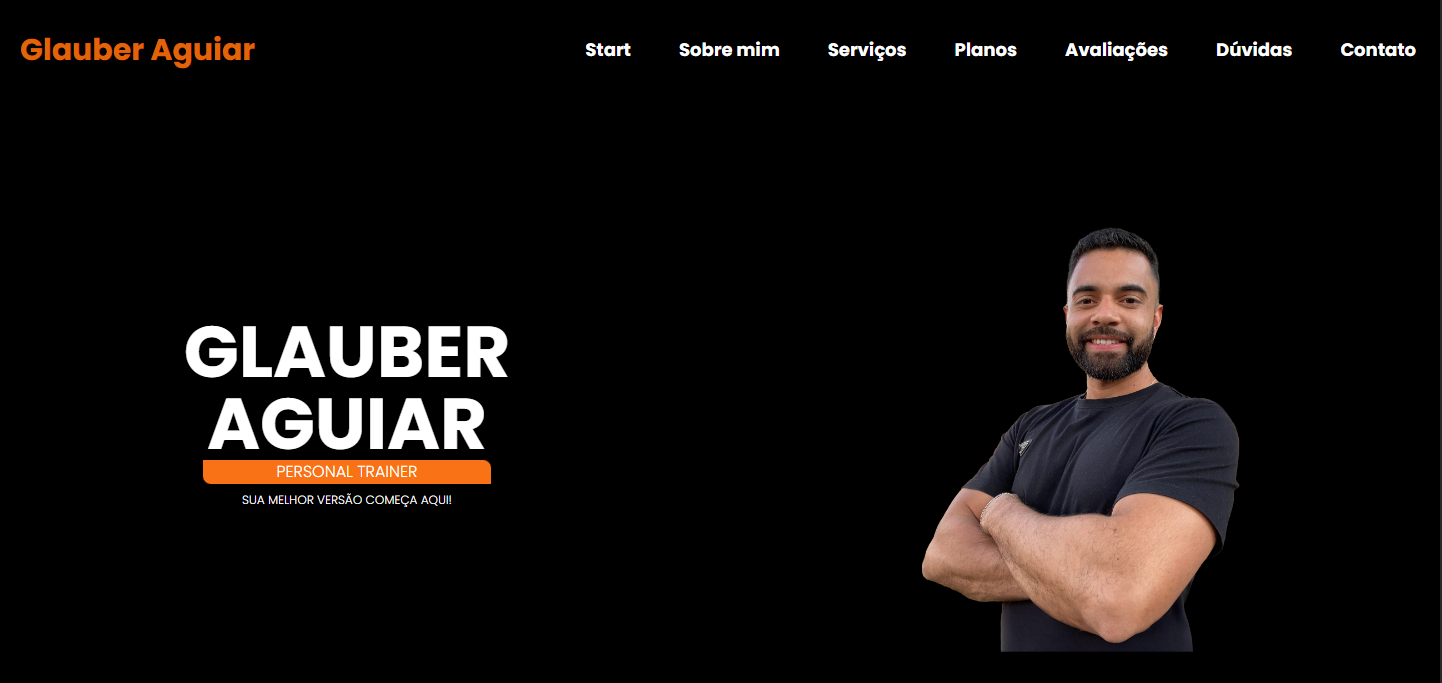 Glauber Aguiar
Start Sobre mim Serviços Planos Avaliações Dúvidas Contato
GLAUBER
AGUIAR
PERSONAL TRAINER
SUA MELHOR VERSÃO COMEÇA AQUI!